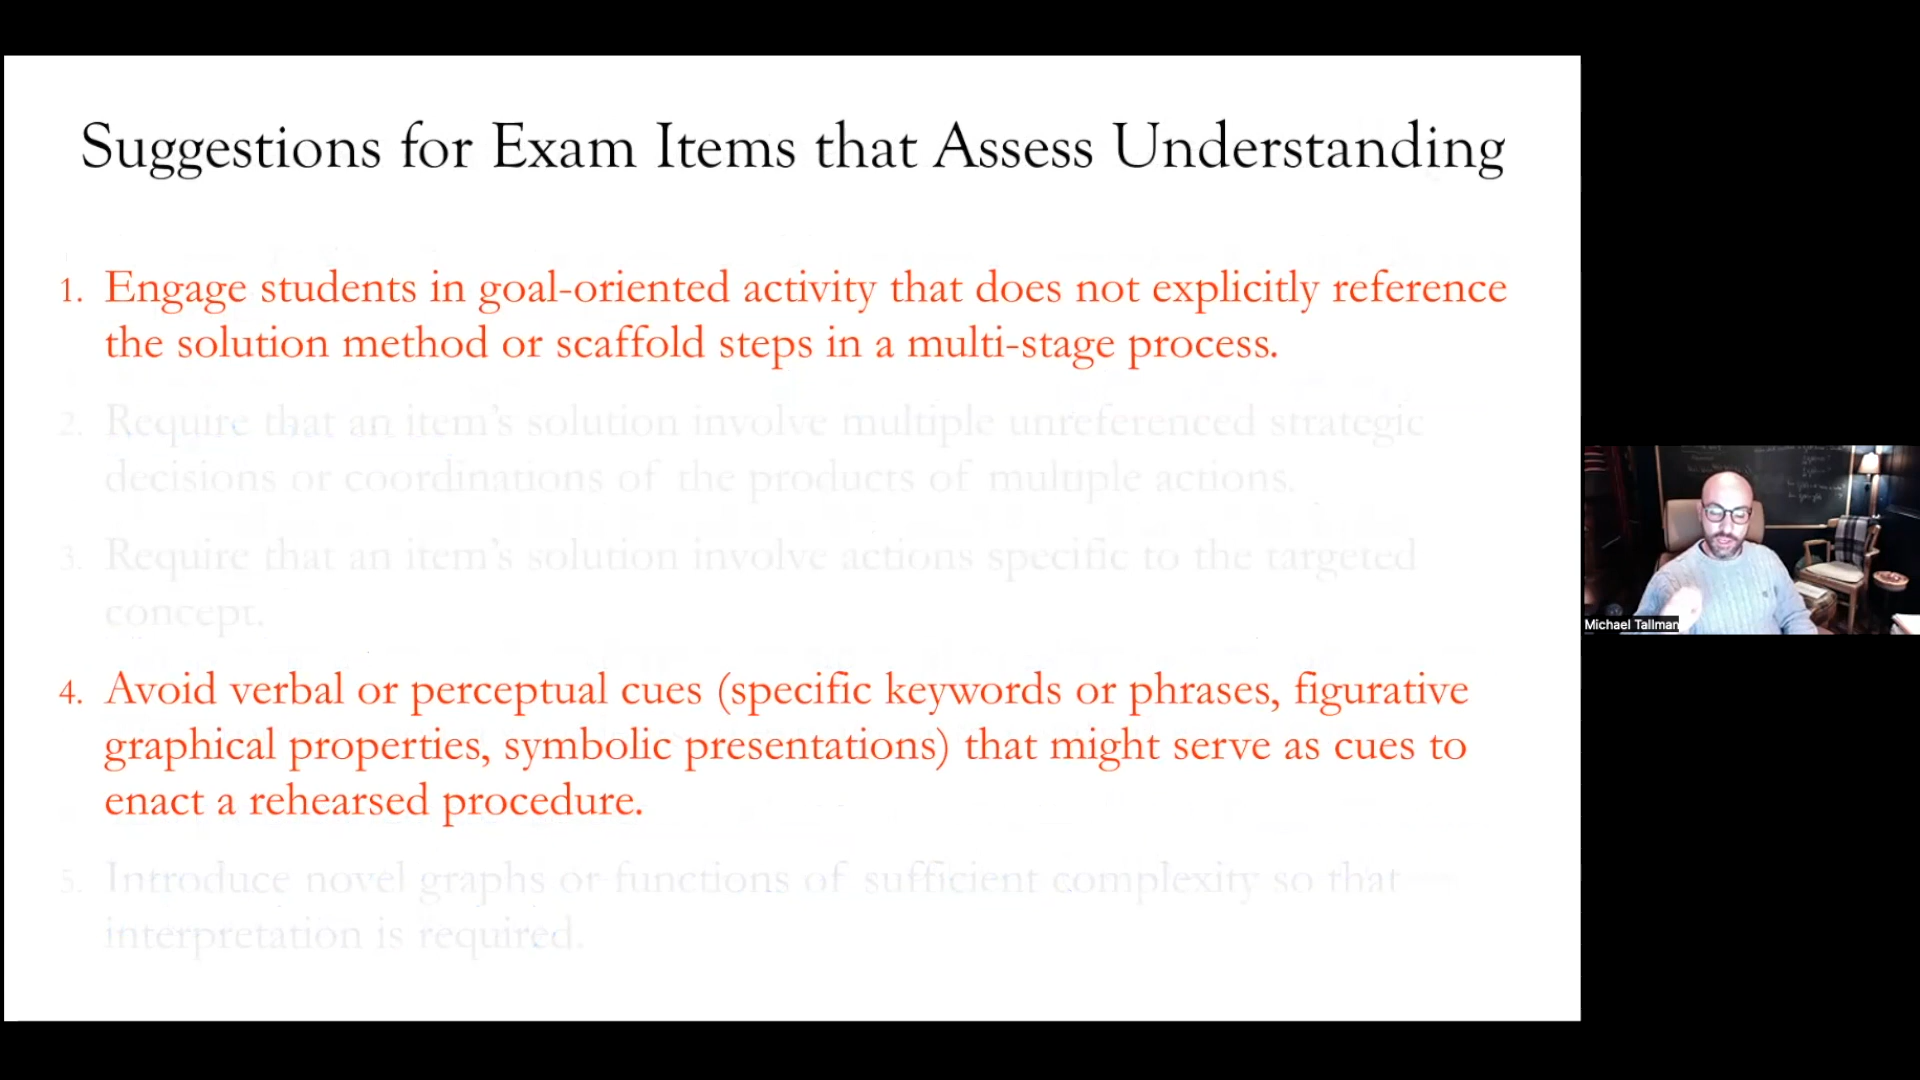 Suggestions for Exam Items that Assess Understanding
1. Engage students in goal-oriented activity that does not explicitly reference
the solution method or scaffold steps in a multi-stage process.
2. Require that an item’s solution involve multiple unreferenced strategic
decisions or coordinations of the products of multiple actions.
3. Require that an item’s solution involve actions specific to the targeted
concept.
4. Avoid verbal or perceptual cues (specific keywords or phrases, figurative
graphical properties, symbolic presentations) that might serve as cues to
enact a rehearsed procedure.
5. Introduce novel graphs or functions of sufficient complexity so that
interpretation is required.
Michael Tallman